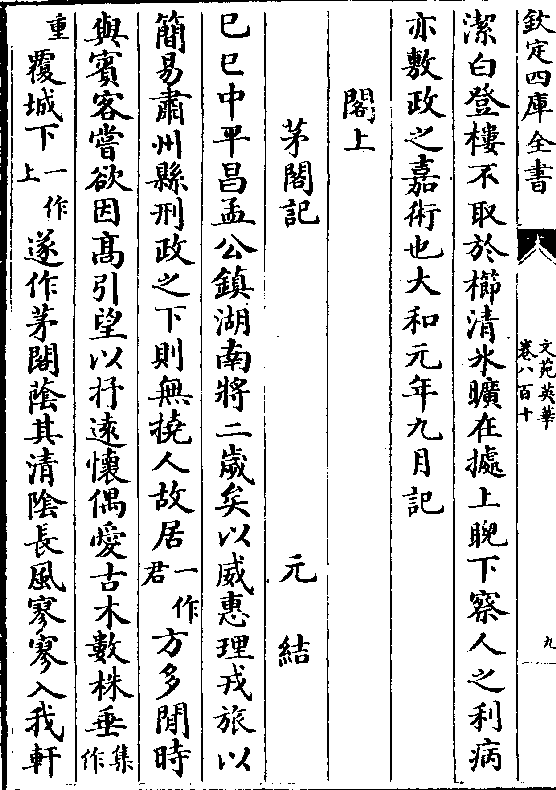 欽定四庫全書
文苑英華
卷八百十
九
潔白登樓不取於櫛清氷曠在據上睨下察人之利病
亦敷政之嘉術也大和元年九月記
閣上
茅閣記
元結
巳巳中平昌孟公鎮湖南將二歲矣以威惠理戎旅以
簡易肅州縣刑政之下則無撓人故居一作君方多閒時
與賓客嘗欲因高引望以抒遠懷偶愛古木數株垂集作
重覆城下一作上遂作茅閣蔭其清陰長風寥寥入我軒